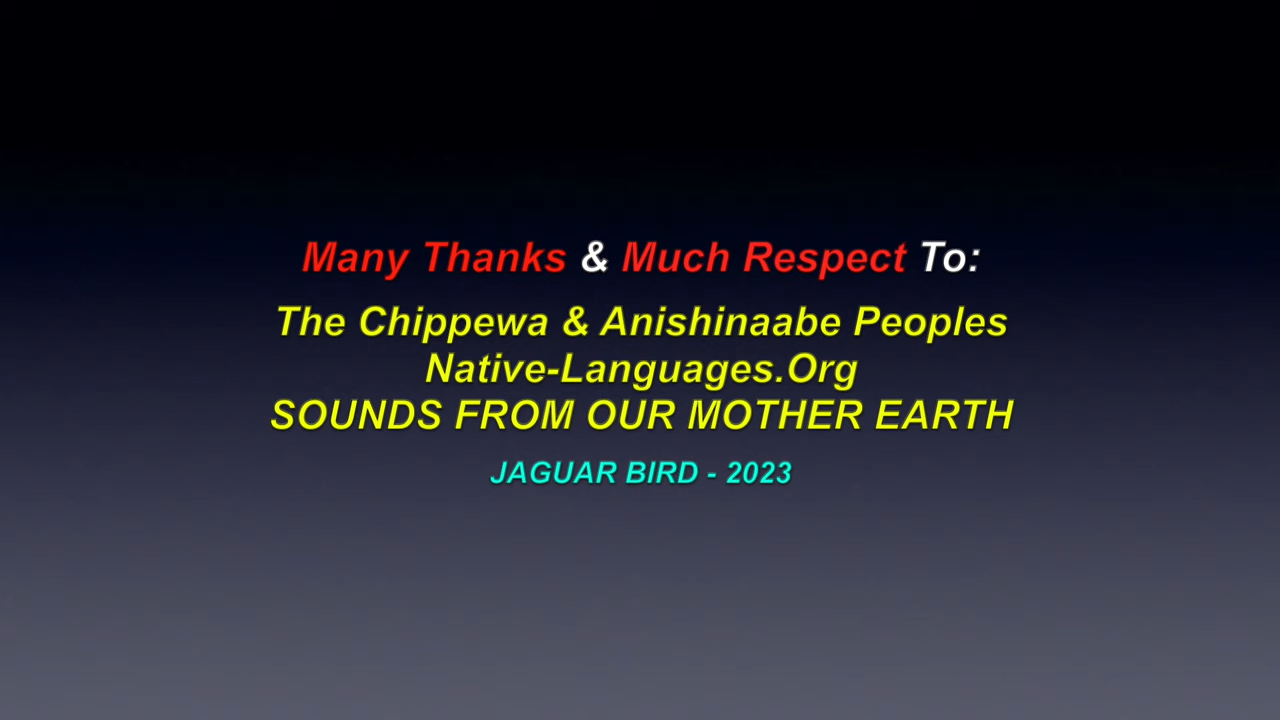 Many Thanks & Much Respect To:
The Chippewa & Anishinaabe Peoples
Native-Languages.Org
SOUNDS FROM OUR MOTHER EARTH
JAGUAR BIRD - 2023